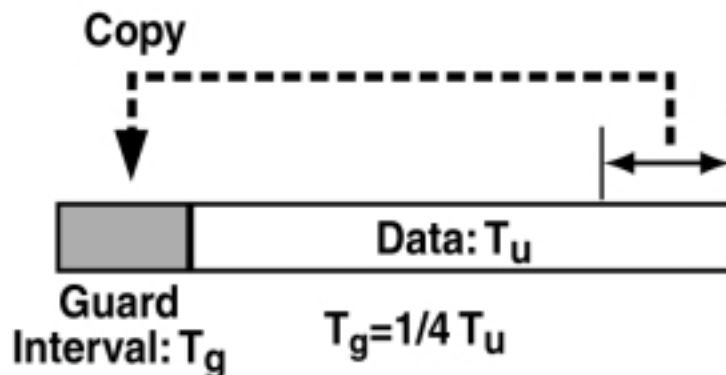 Copy
Data: Tu
Guard
Interval: Tg
Tg=1/4 Tu